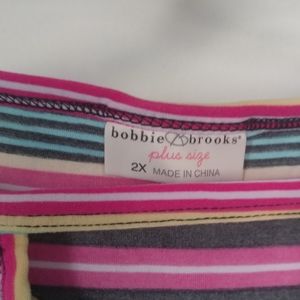 bobbie brooks®
plus size
2X MADE IN CHINA